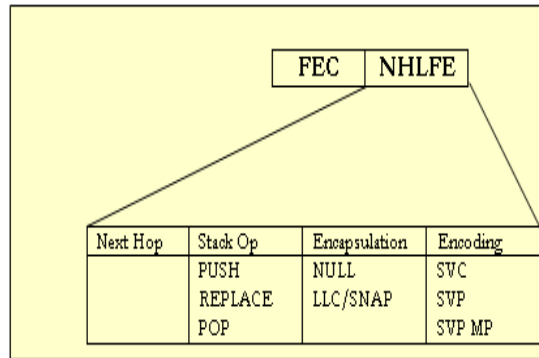 FEC NHLFE
Next Hop Stack Op Encapsulation Encoding
PUSH NULL SVC
REPLACE LLC/SNAP SVP
POP SVP MP